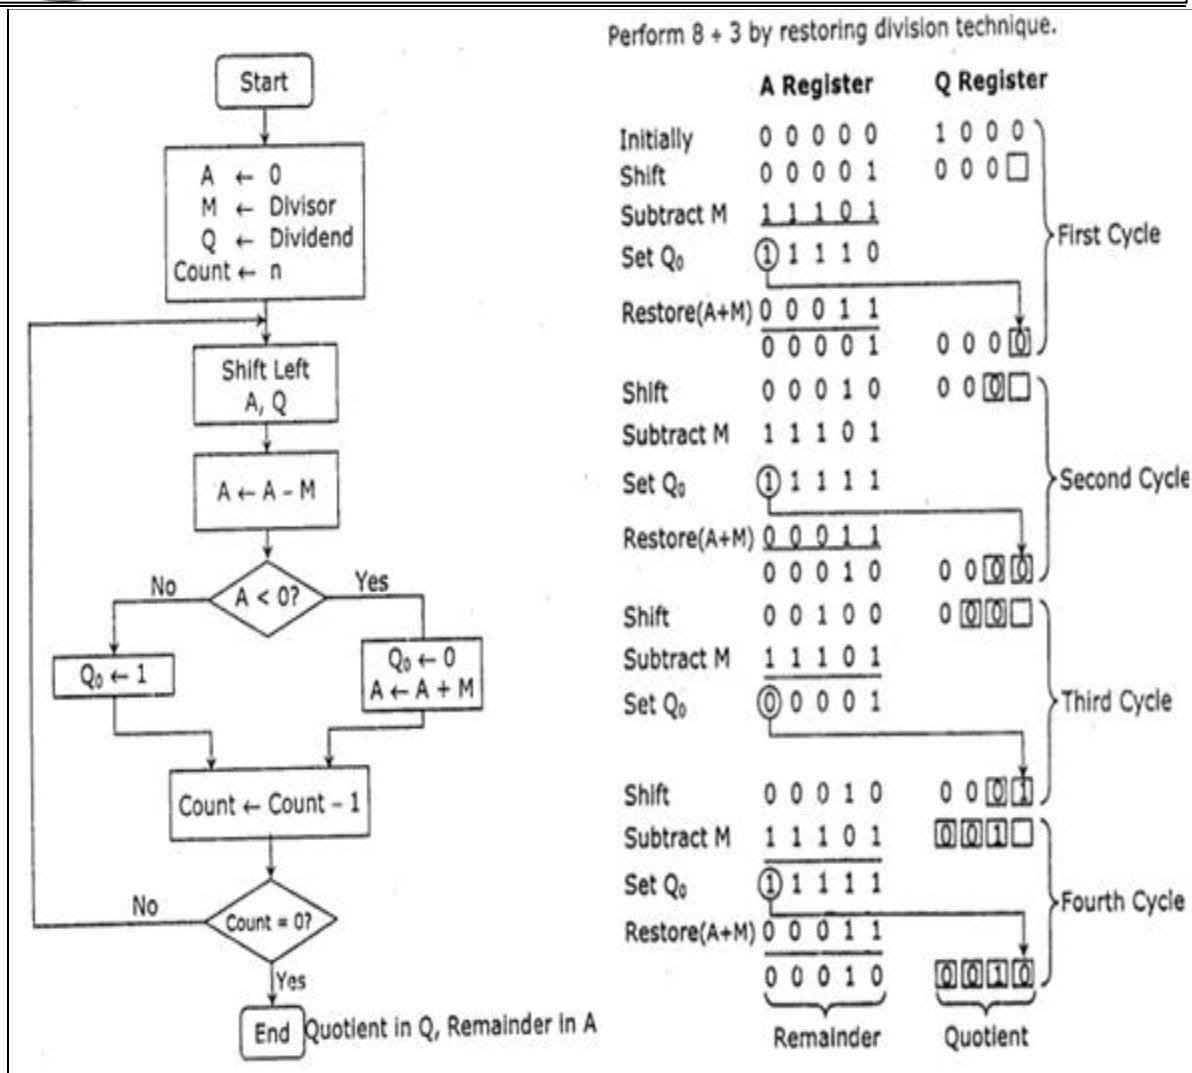 Start
A ← 0
M ← Divisor
Q ← Dividend
Count ← n
Shift Left
A, Q
A ← A – M
A < 0?
No
Yes
Q₀ ← 1
Q₀ ← 0
A ← A + M
Count ← Count – 1
Count = 0?
No
Yes
End
Quotient in Q, Remainder in A
Perform 8 ÷ 3 by restoring division technique.
A Register Q Register
Initially 0 0 0 0 0 1 0 0 0
Shift 0 0 0 0 1 0 0 0
Subtract M 1 1 1 0 1
Set Q₀ 1 1 1 1 0
First Cycle
Restore(A+M) 0 0 0 1 1
0 0 0 0 1 0 0 0 0
Shift 0 0 0 1 0 0 0 0
Subtract M 1 1 1 0 1
Set Q₀ 1 1 1 1 1
Second Cycle
Restore(A+M) 0 0 0 1 1
0 0 0 1 0 0 0 0 0
Shift 0 0 1 0 0 0 0 0
Subtract M 1 1 1 0 1
Set Q₀ 0 0 0 0 1
Third Cycle
Shift 0 0 0 1 0 0 0 0 1
Subtract M 1 1 1 0 1 0 0 1
Set Q₀ 1 1 1 1 1
Fourth Cycle
Restore(A+M) 0 0 0 1 1
0 0 0 1 0 0 0 1 0
Remainder Quotient